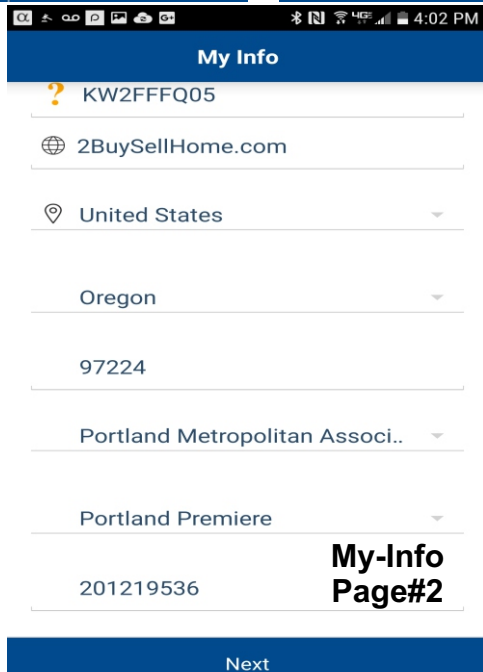 4:02 PM
My Info
? KW2FFFQ05
2BuySellHome.com
United States
Oregon
97224
Portland Metropolitan Associ..
Portland Premiere
201219536
My-Info
Page#2
Next